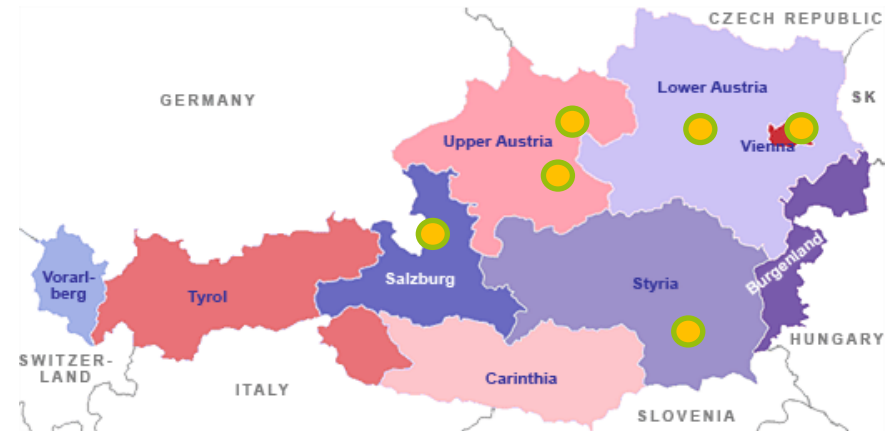 CZECH REPUBLIC
GERMANY
Lower Austria
SK
Upper Austria
Vienna
Vorarl-
berg
Tyrol
Salzburg
Styria
Burgenland
HUNGARY
SWITZER-
LAND
ITALY
Carinthia
SLOVENIA